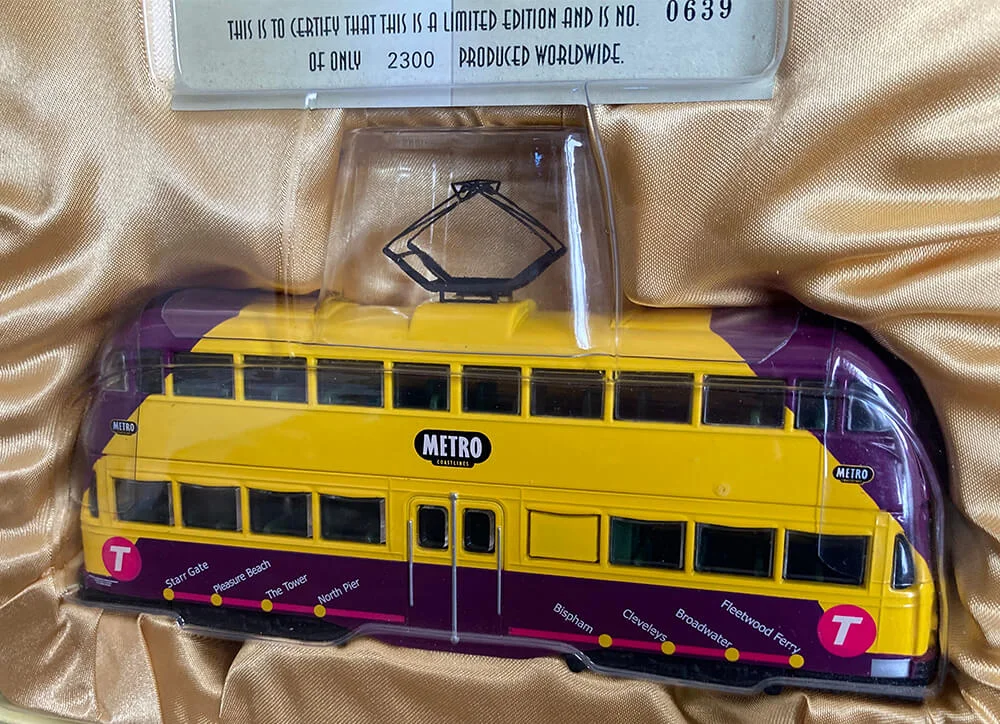 THIS IS TO CERTIFY THAT THIS IS A LIMITED EDITION AND IS NO. 0639
OF ONLY 2300 PRODUCED WORLDWIDE.
METRO
METRO
COASTLINES
METRO
T
Starr Gate
Pleasure Beach
The Tower
North Pier
Bispham
Cleveleys
Broadwater
Fleetwood Ferry
T